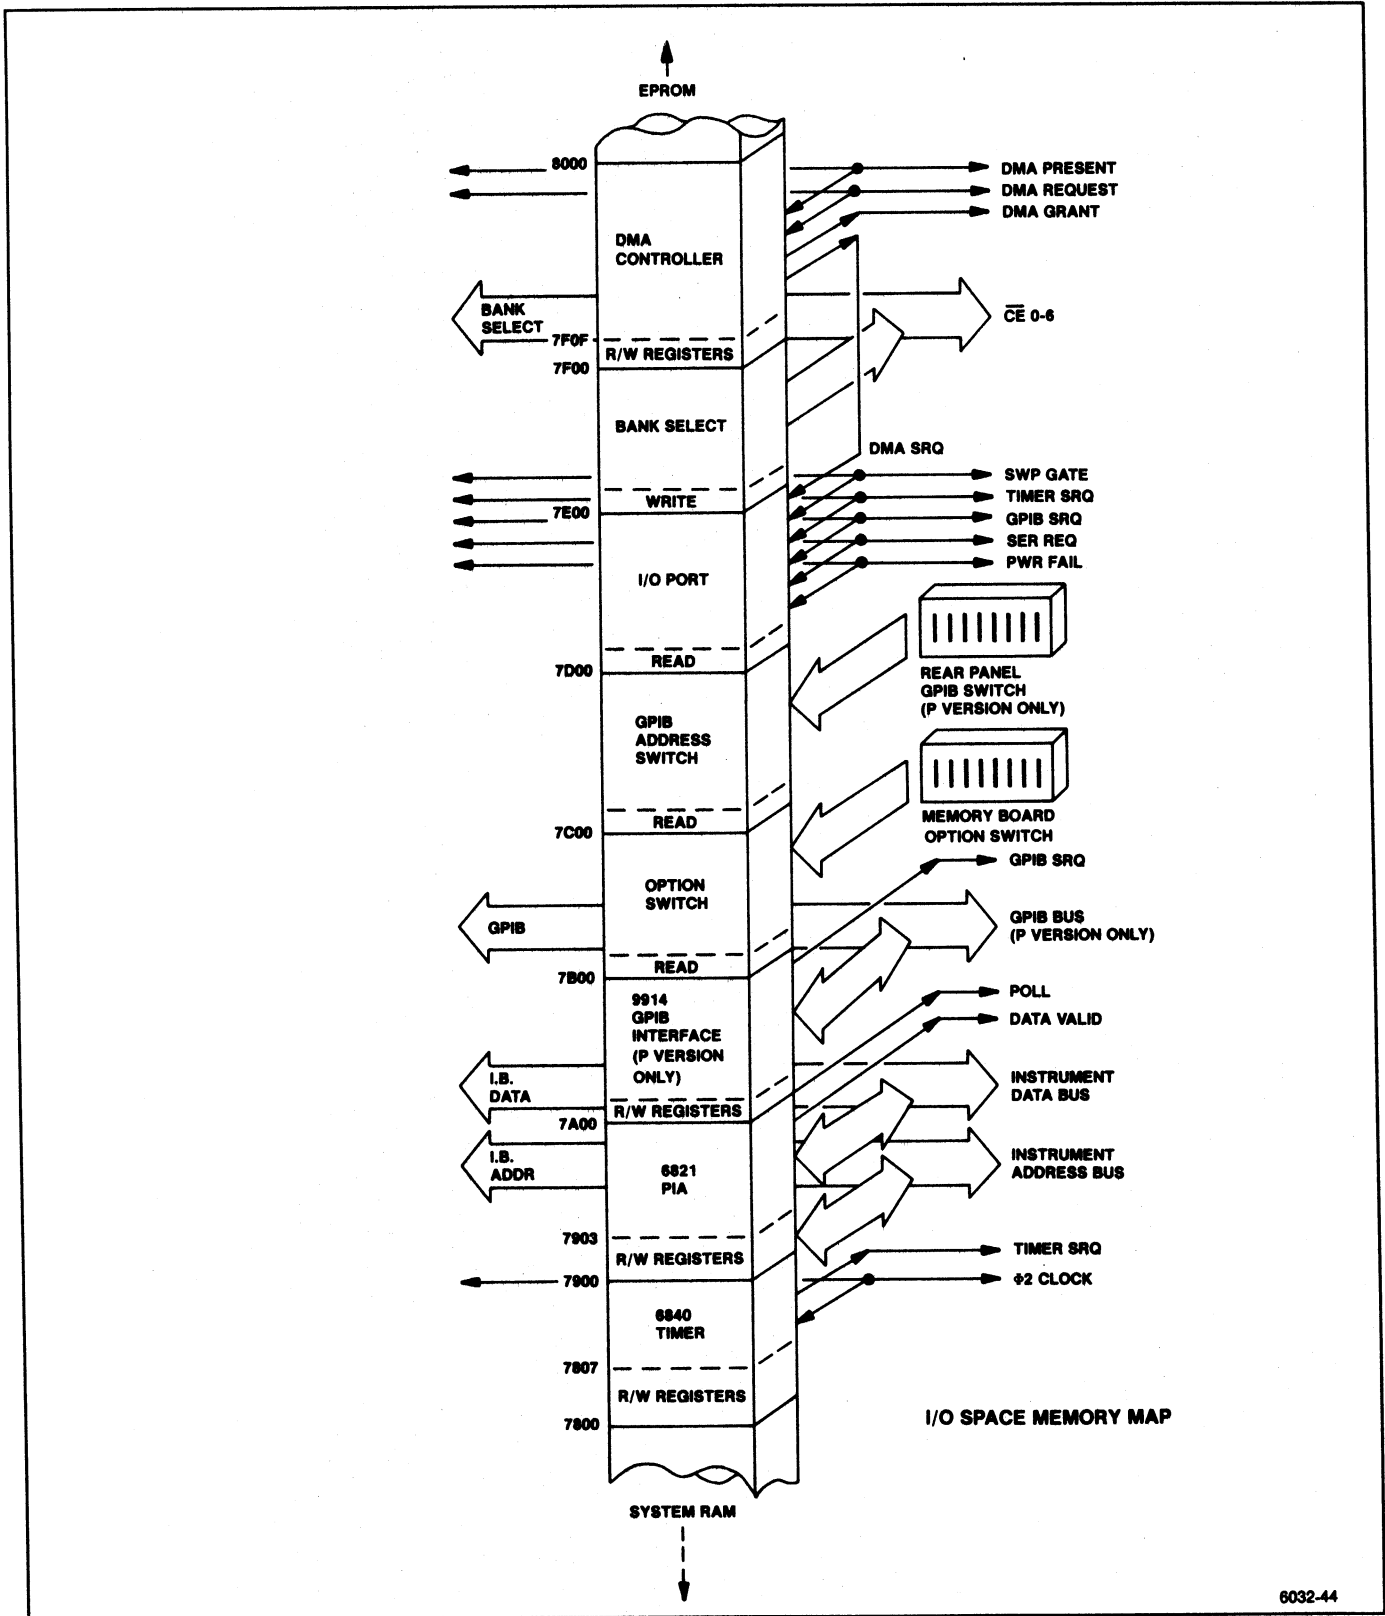 EPROM
8000
DMA PRESENT
DMA REQUEST
DMA GRANT
DMA
CONTROLLER
BANK
SELECT
CE 0-6
7F0F
R/W REGISTERS
7F00
BANK SELECT
DMA SRQ
SWP GATE
WRITE
TIMER SRQ
7E00
GPIB SRQ
SER REQ
PWR FAIL
I/O PORT
READ
7D00
REAR PANEL
GPIB SWITCH
(P VERSION ONLY)
GPIB
ADDRESS
SWITCH
READ
7C00
MEMORY BOARD
OPTION SWITCH
GPIB SRQ
OPTION
SWITCH
GPIB
GPIB BUS
(P VERSION ONLY)
READ
7B00
9914
GPIB
INTERFACE
(P VERSION
ONLY)
POLL
DATA VALID
I.B.
DATA
INSTRUMENT
DATA BUS
R/W REGISTERS
7A00
I.B.
ADDR
6821
PIA
INSTRUMENT
ADDRESS BUS
7903
R/W REGISTERS
TIMER SRQ
7900
Φ2 CLOCK
6840
TIMER
7807
R/W REGISTERS
7800
I/O SPACE MEMORY MAP
SYSTEM RAM
6032-44